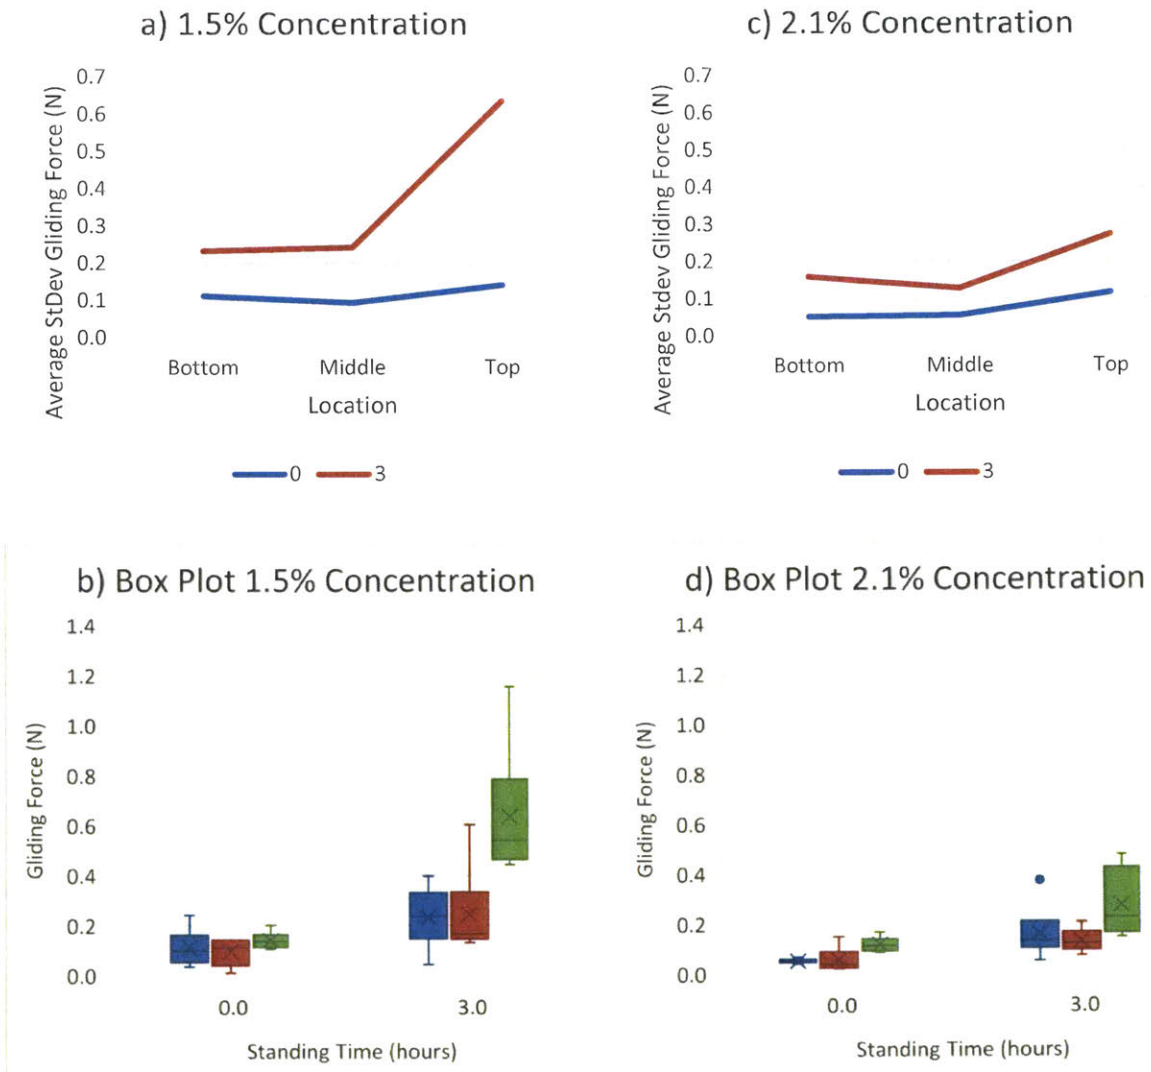 a) 1.5% Concentration
Average StDev Gliding Force (N)
0.7
0.6
0.5
0.4
0.3
0.2
0.1
0.0
Bottom Middle Top
Location
0 3
c) 2.1% Concentration
Average Stdev Gliding Force (N)
0.7
0.6
0.5
0.4
0.3
0.2
0.1
0.0
Bottom Middle Top
Location
0 3
b) Box Plot 1.5% Concentration
Gliding Force (N)
1.4
1.2
1.0
0.8
0.6
0.4
0.2
0.0
0.0 3.0
Standing Time (hours)
d) Box Plot 2.1% Concentration
Gliding Force (N)
1.4
1.2
1.0
0.8
0.6
0.4
0.2
0.0
0.0 3.0
Standing Time (hours)